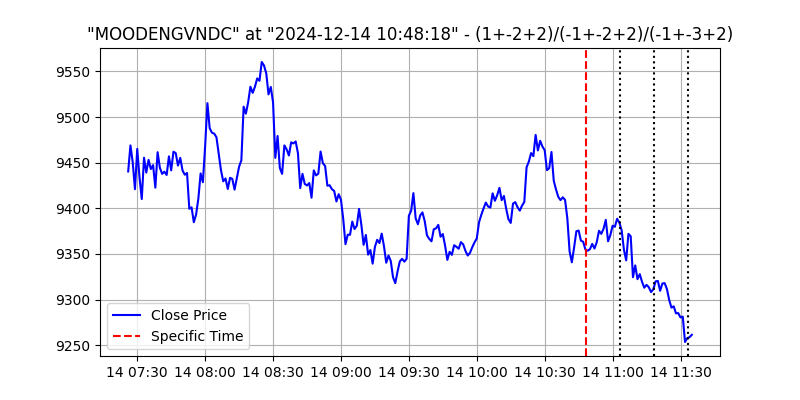 "MOODENGVNDC" at "2024-12-14 10:48:18" - (1+-2+2)/(-1+-2+2)/(-1+-3+2)
9550
9500
9450
9400
9350
9300
9250
Close Price
Specific Time
14 07:30 14 08:00 14 08:30 14 09:00 14 09:30 14 10:00 14 10:30 14 11:00 14 11:30